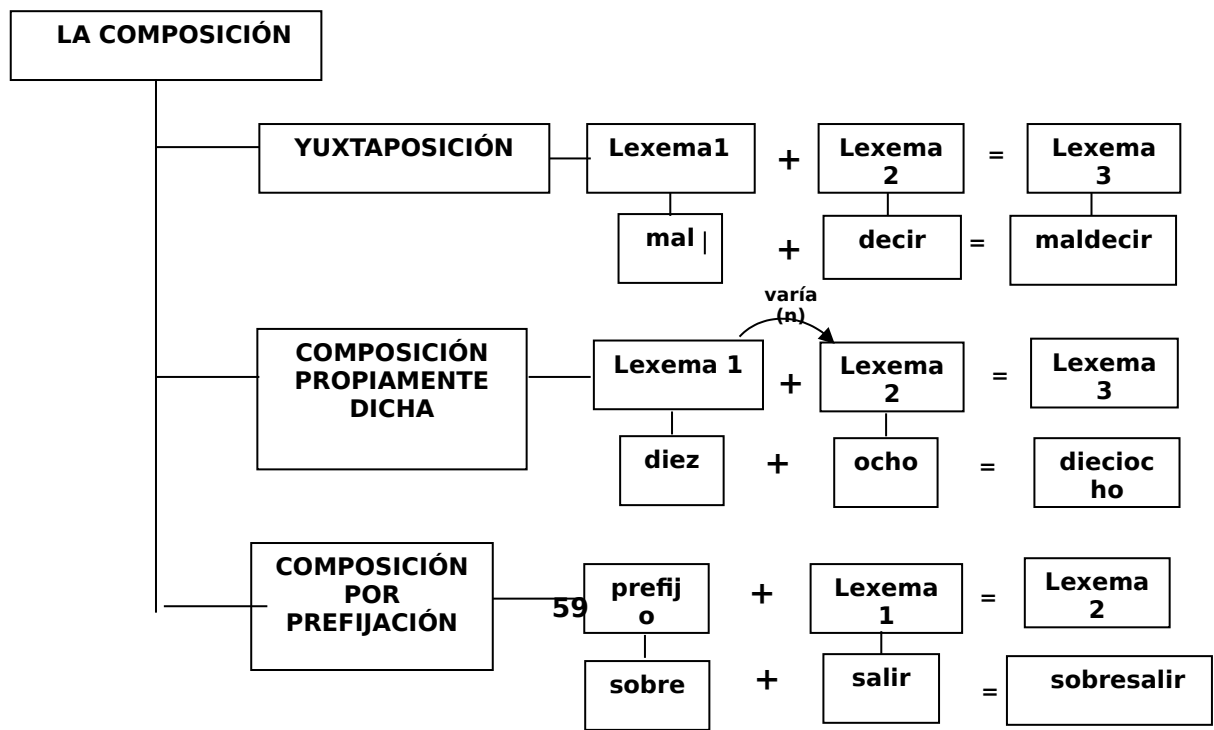 LA COMPOSICIÓN
YUXTAPOSICIÓN
Lexema1
+
Lexema
2
=
Lexema
3
mal
+
decir
=
maldecir
varía
(n)
COMPOSICIÓN
PROPIAMENTE
DICHA
Lexema 1
+
Lexema
2
=
Lexema
3
diez
+
ocho
=
diecioc
ho
COMPOSICIÓN
POR
PREFIJACIÓN
59
prefij
o
+
Lexema
1
=
Lexema
2
sobre
+
salir
=
sobresalir